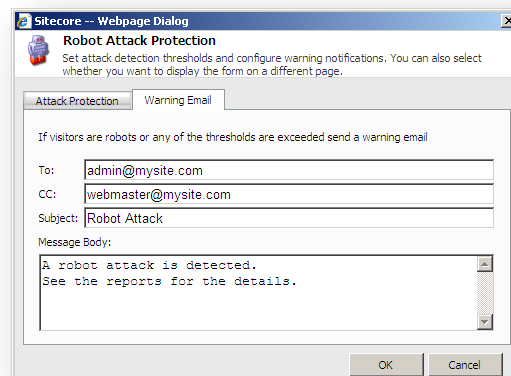 Sitecore -- Webpage Dialog
Robot Attack Protection
Set attack detection thresholds and configure warning notifications. You can also select
whether you want to display the form on a different page.
Attack Protection
Warning Email
If visitors are robots or any of the thresholds are exceeded send a warning email
To: admin@mysite.com
CC: webmaster@mysite.com
Subject: Robot Attack
Message Body:
A robot attack is detected.
See the reports for the details.
OK Cancel